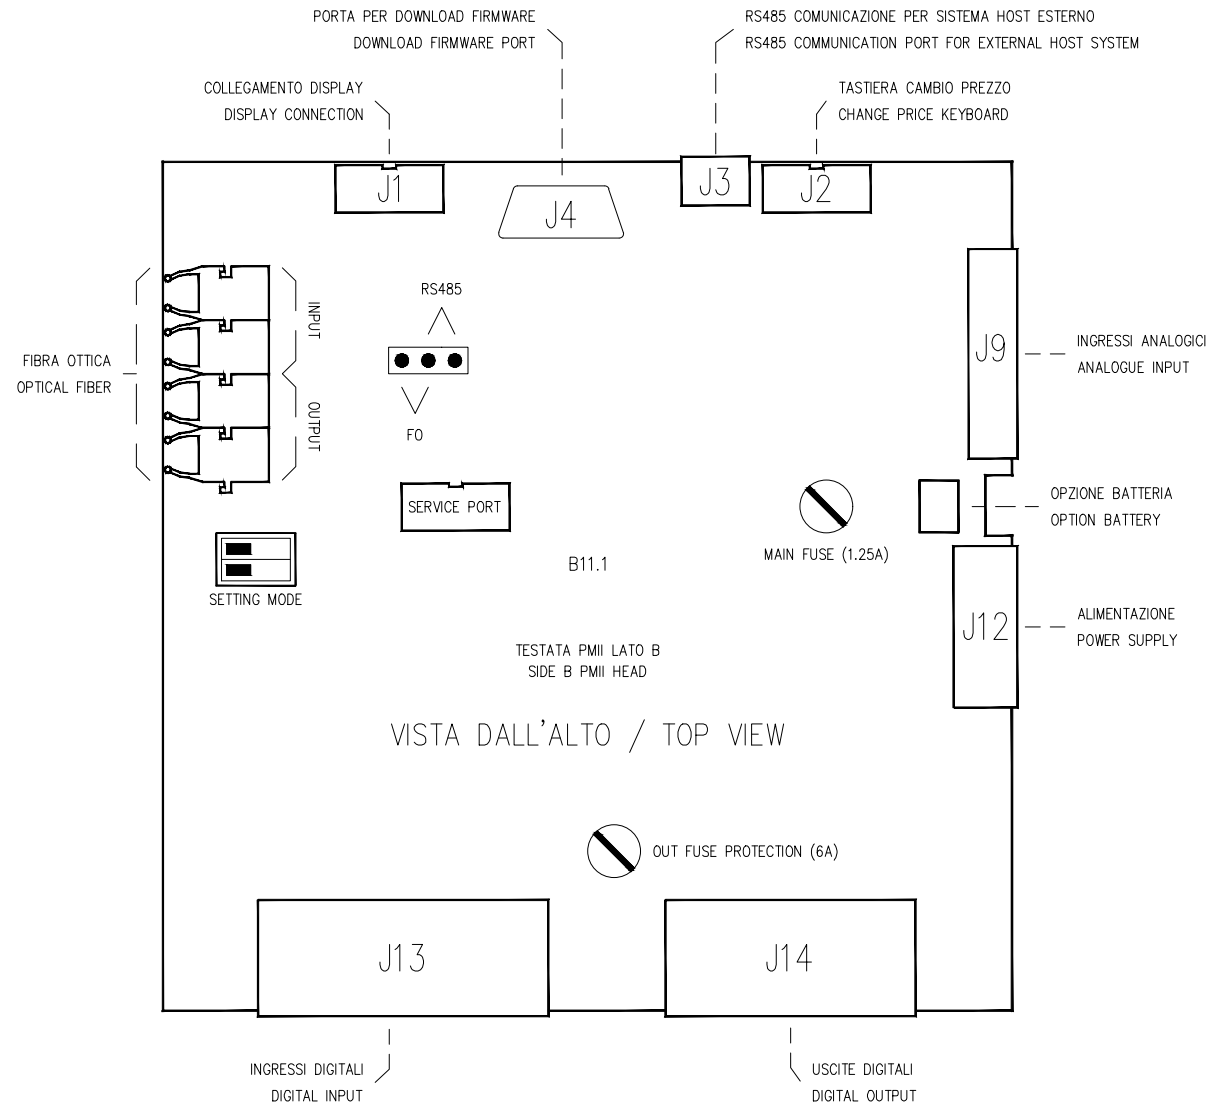 PORTA PER DOWNLOAD FIRMWARE
DOWNLOAD FIRMWARE PORT
RS485 COMUNICAZIONE PER SISTEMA HOST ESTERNO
RS485 COMMUNICATION PORT FOR EXTERNAL HOST SYSTEM
COLLEGAMENTO DISPLAY
DISPLAY CONNECTION
TASTIERA CAMBIO PREZZO
CHANGE PRICE KEYBOARD
J1
J4
J3
J2
RS485
INPUT
FIBRA OTTICA
OPTICAL FIBER
OUTPUT
FO
J9
INGRESSI ANALOGICI
ANALOGUE INPUT
SERVICE PORT
OPZIONE BATTERIA
OPTION BATTERY
MAIN FUSE (1.25A)
B11.1
SETTING MODE
J12
ALIMENTAZIONE
POWER SUPPLY
TESTATA PMII LATO B
SIDE B PMII HEAD
VISTA DALL'ALTO / TOP VIEW
OUT FUSE PROTECTION (6A)
J13
J14
INGRESSI DIGITALI
DIGITAL INPUT
USCITE DIGITALI
DIGITAL OUTPUT